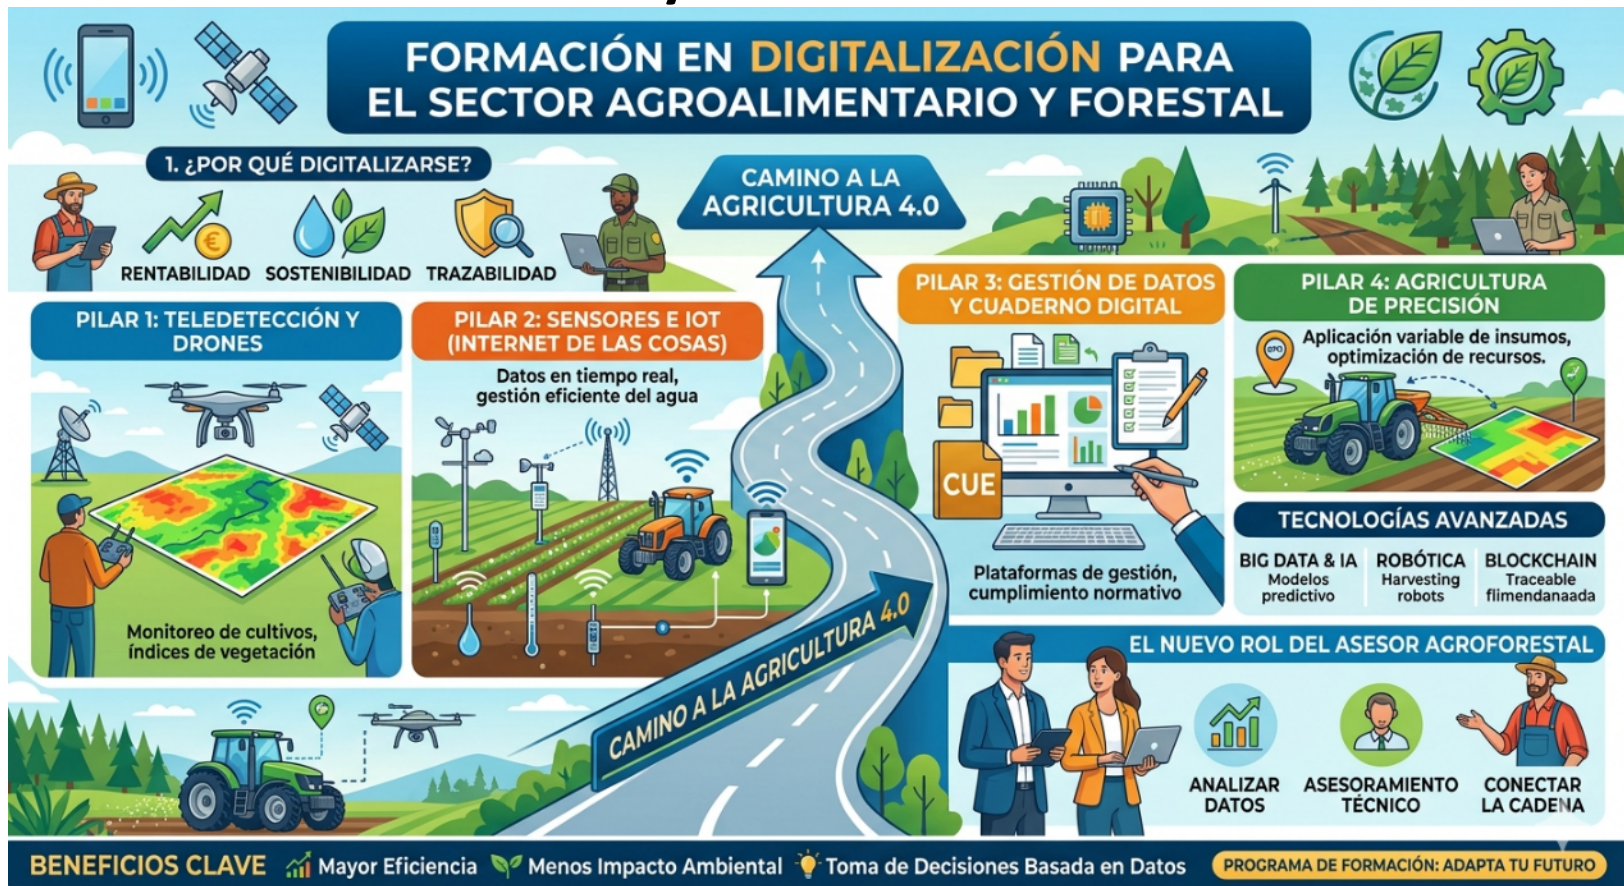 FORMACIÓN EN DIGITALIZACIÓN PARA
EL SECTOR AGROALIMENTARIO Y FORESTAL
1. ¿POR QUÉ DIGITALIZARSE?
RENTABILIDAD
SOSTENIBILIDAD
TRAZABILIDAD
CAMINO A LA
AGRICULTURA 4.0
PILAR 1: TELEDETECCIÓN Y
DRONES
Monitoreo de cultivos,
índices de vegetación
PILAR 2: SENSORES E IOT
(INTERNET DE LAS COSAS)
Datos en tiempo real,
gestión eficiente del agua
CAMINO A LA AGRICULTURA 4.0
PILAR 3: GESTIÓN DE DATOS
Y CUADERNO DIGITAL
CUE
Plataformas de gestión,
cumplimiento normativo
PILAR 4: AGRICULTURA
DE PRECISIÓN
Aplicación variable de insumos,
optimización de recursos.
TECNOLOGÍAS AVANZADAS
BIG DATA & IA
Modelos
predictivo
ROBÓTICA
Harvesting
robots
BLOCKCHAIN
Traceable
flimendanaada
EL NUEVO ROL DEL ASESOR AGROFORESTAL
ANALIZAR
DATOS
ASESORAMIENTO
TÉCNICO
CONECTAR
LA CADENA
BENEFICIOS CLAVE
Mayor Eficiencia
Menos Impacto Ambiental
Toma de Decisiones Basada en Datos
PROGRAMA DE FORMACIÓN: ADAPTA TU FUTURO